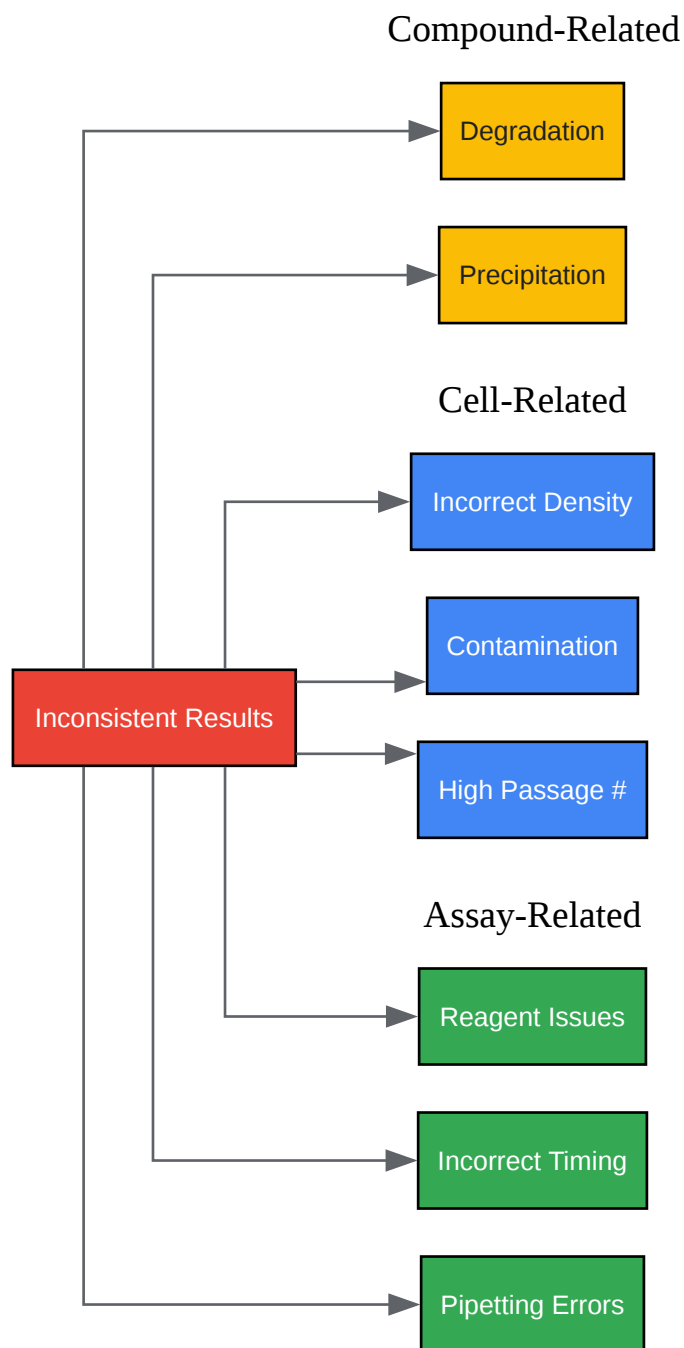 Compound-Related
Degradation
Precipitation
Cell-Related
Incorrect Density
Contamination
Inconsistent Results
High Passage #
Assay-Related
Reagent Issues
Incorrect Timing
Pipetting Errors